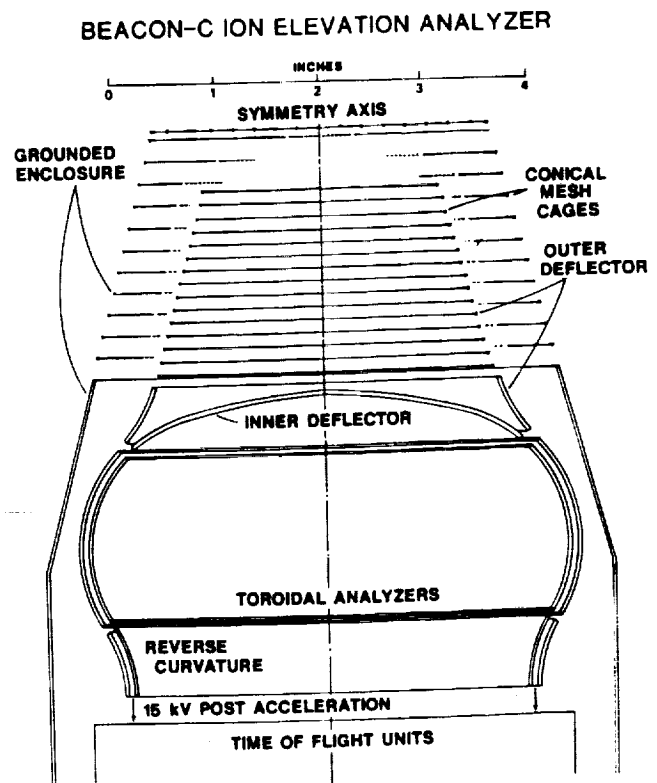 BEACON-C ION ELEVATION ANALYZER
INCHES
0 1 2 3 4
SYMMETRY AXIS
GROUNDED
ENCLOSURE
CONICAL
MESH
CAGES
OUTER
DEFLECTOR
INNER DEFLECTOR
TOROIDAL ANALYZERS
REVERSE
CURVATURE
15 kV POST ACCELERATION
TIME OF FLIGHT UNITS